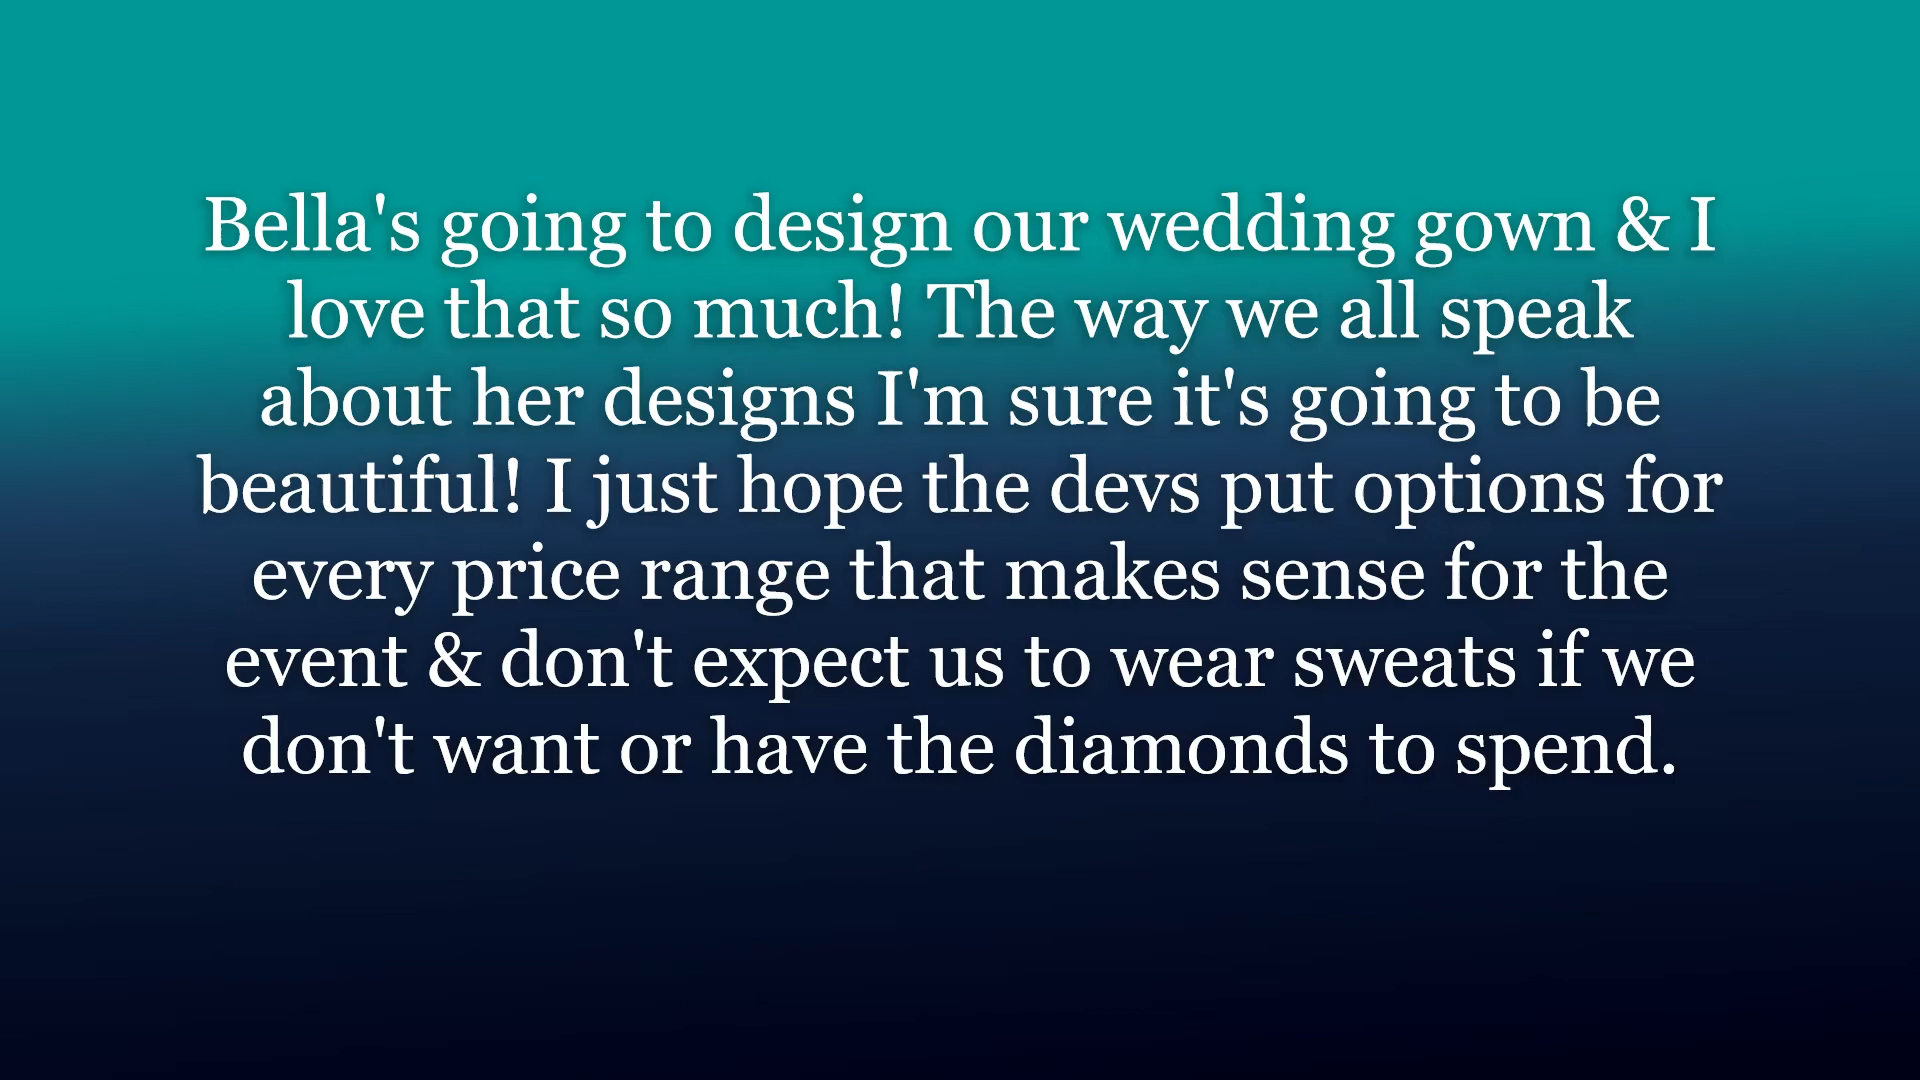 Bella's going to design our wedding gown & I
love that so much! The way we all speak
about her designs I'm sure it's going to be
beautiful! I just hope the devs put options for
every price range that makes sense for the
event & don't expect us to wear sweats if we
don't want or have the diamonds to spend.